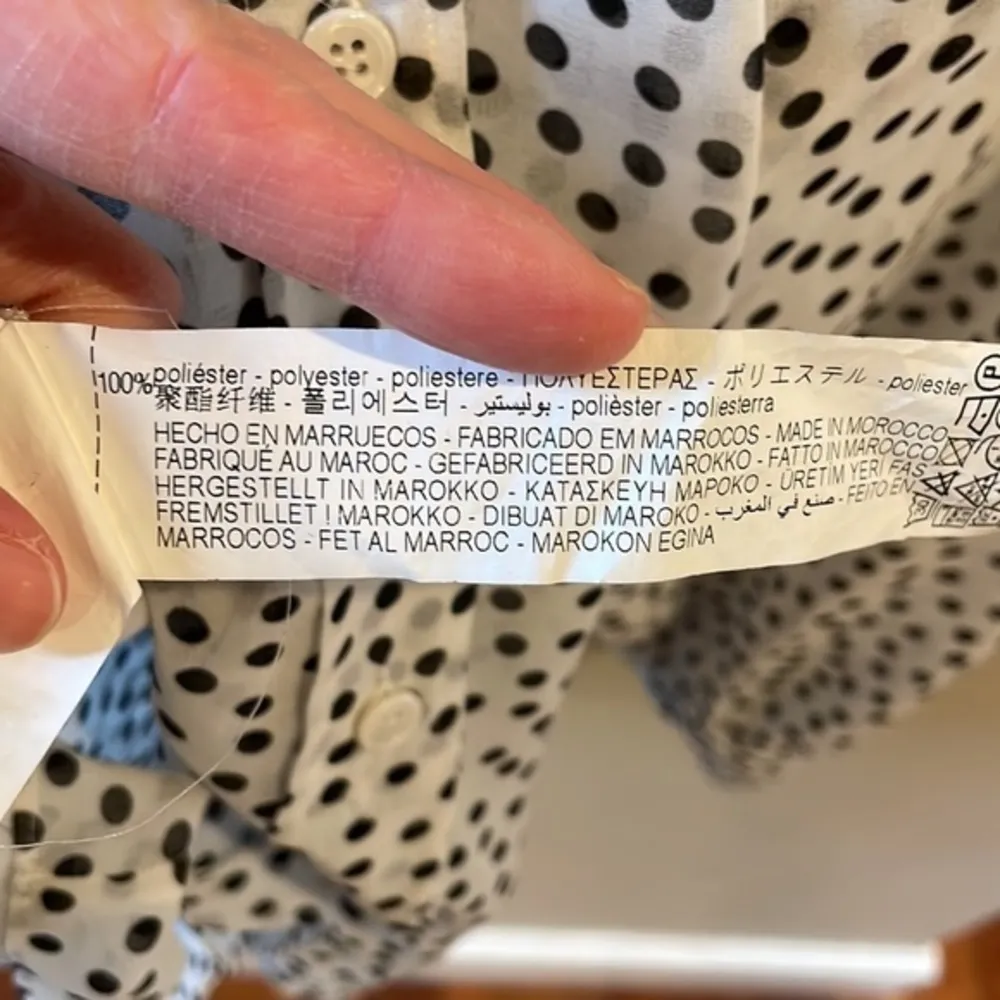 100% poliéster - polyester - poliestere - ΠΟΛΥΕΣΤΕΡΑΣ - ポリエステル - poliester
聚酯纤维 - 폴리에스터 - بوليستير - polièster - poliesterra
HECHO EN MARRUECOS - FABRICADO EM MARROCOS - MADE IN MOROCCO
FABRIQUÉ AU MAROC - GEFABRICEERD IN MAROKKO - FATTO IN MAROCCO
HERGESTELLT IN MAROKKO - ΚΑΤΑΣΚΕΥΗ ΜΑΡΟΚΟ - ÜRETİM YERİ FAS
FREMSTILLET I MAROKKO - DIBUAT DI MAROKO - صنع في المغرب - FEITO EN
MARROCOS - FET AL MARROC - MAROKON EGINA
P